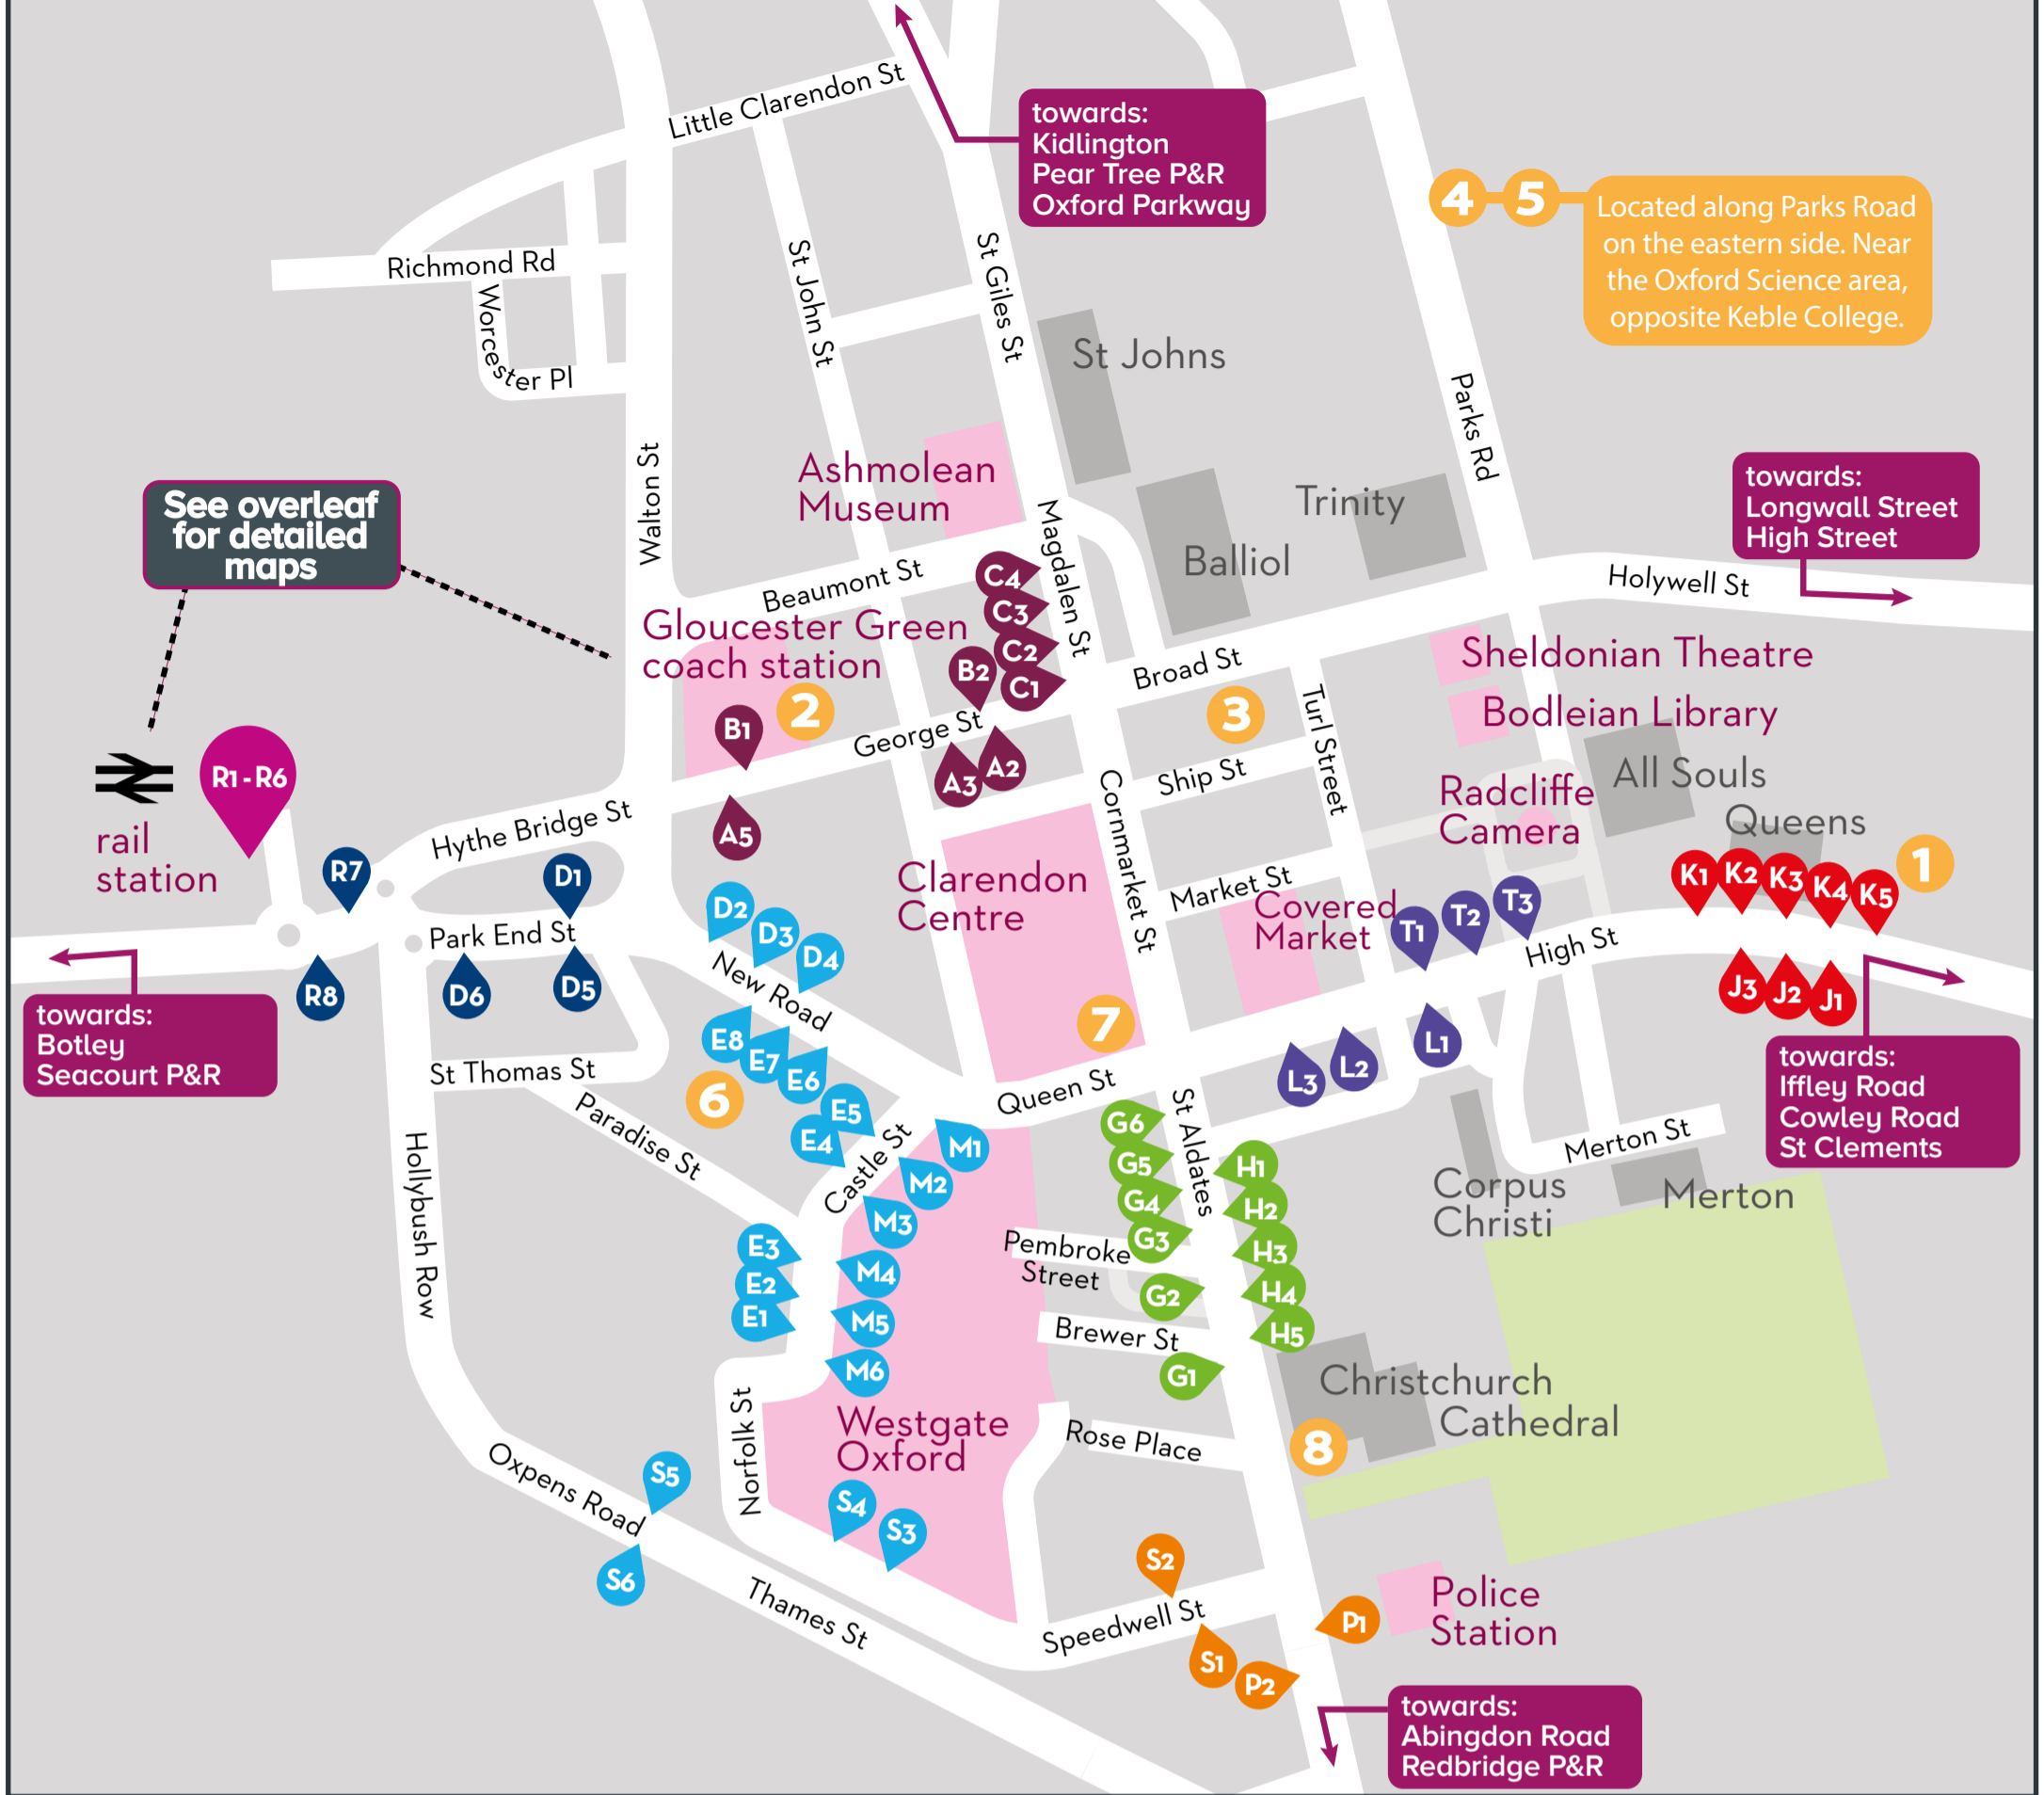 Little Clarendon St
towards:
Kidlington
Pear Tree P&R
Oxford Parkway
4
5
Located along Parks Road
on the eastern side. Near
the Oxford Science area,
opposite Keble College.
Richmond Rd
Worcester Pl
St John St
St Giles St
St Johns
Parks Rd
Walton St
Ashmolean
Museum
Magdalen St
Trinity
Balliol
towards:
Longwall Street
High Street
See overleaf
for detailed
maps
Beaumont St
C4
C3
C2
C1
B2
Holywell St
Gloucester Green
coach station
B1
2
George St
A3
A2
A5
Broad St
3
Turl Street
Ship St
Sheldonian Theatre
Bodleian Library
All Souls
Radcliffe
Camera
Queens
1
K1
K2
K3
K4
K5
R1-R6
rail
station
Hythe Bridge St
R7
D1
Park End St
R8
D6
D5
D2
D3
D4
New Road
Clarendon
Centre
Cornmarket St
Market St
Covered
Market
T1
T2
T3
High St
J3
J2
J1
towards:
Botley
Seacourt P&R
towards:
Iffley Road
Cowley Road
St Clements
St Thomas St
Paradise St
E8
E7
E6
E5
E4
6
7
Queen St
L3
L2
L1
Castle St
M1
M2
M3
M4
M5
M6
E3
E2
E1
Hollybush Row
St Aldates
G6
G5
G4
G3
G2
G1
H1
H2
H3
H4
H5
Pembroke
Street
Brewer St
Rose Place
Merton St
Corpus
Christi
Merton
Christchurch
Cathedral
8
Westgate
Oxford
Norfolk St
Oxpens Road
S5
S6
S4
S3
Thames St
S2
Speedwell St
S1
P2
P1
Police
Station
towards:
Abingdon Road
Redbridge P&R